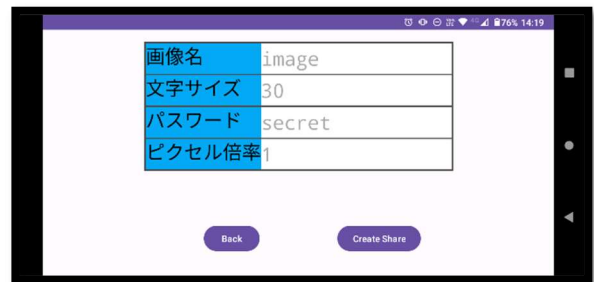 76% 14:19
画像名 image
文字サイズ 30
パスワード secret
ピクセル倍率 1
Back Create Share